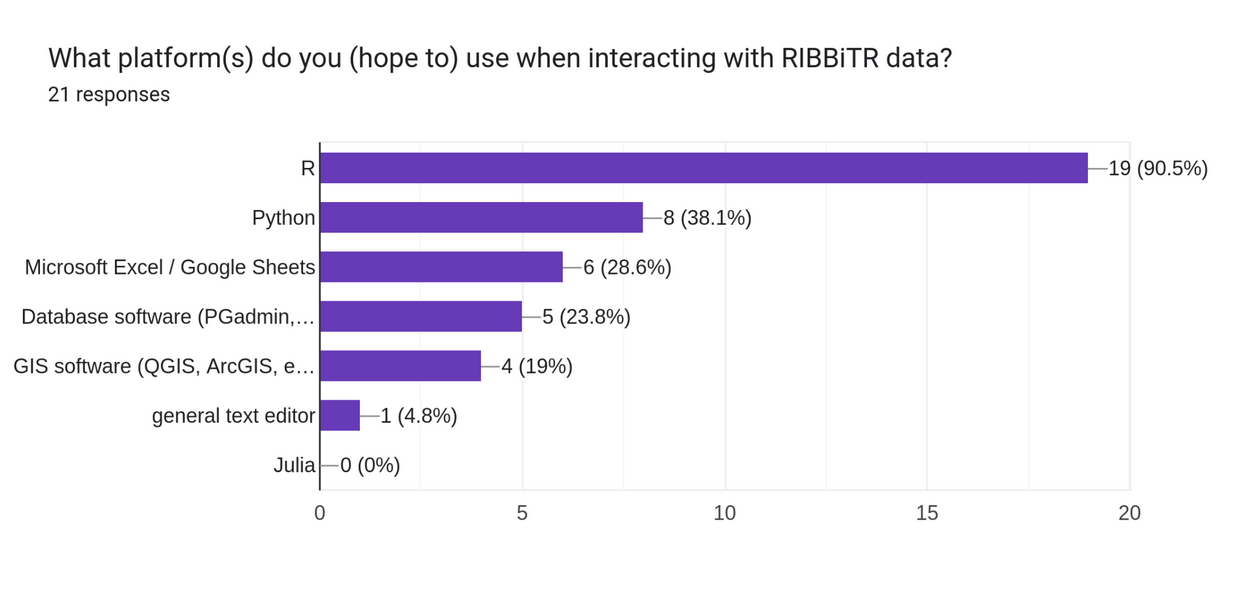 What platform(s) do you (hope to) use when interacting with RIBBiTR data?
21 responses
R 19 (90.5%)
Python 8 (38.1%)
Microsoft Excel / Google Sheets 6 (28.6%)
Database software (PGadmin,… 5 (23.8%)
GIS software (QGIS, ArcGIS, e… 4 (19%)
general text editor 1 (4.8%)
Julia 0 (0%)
0 5 10 15 20